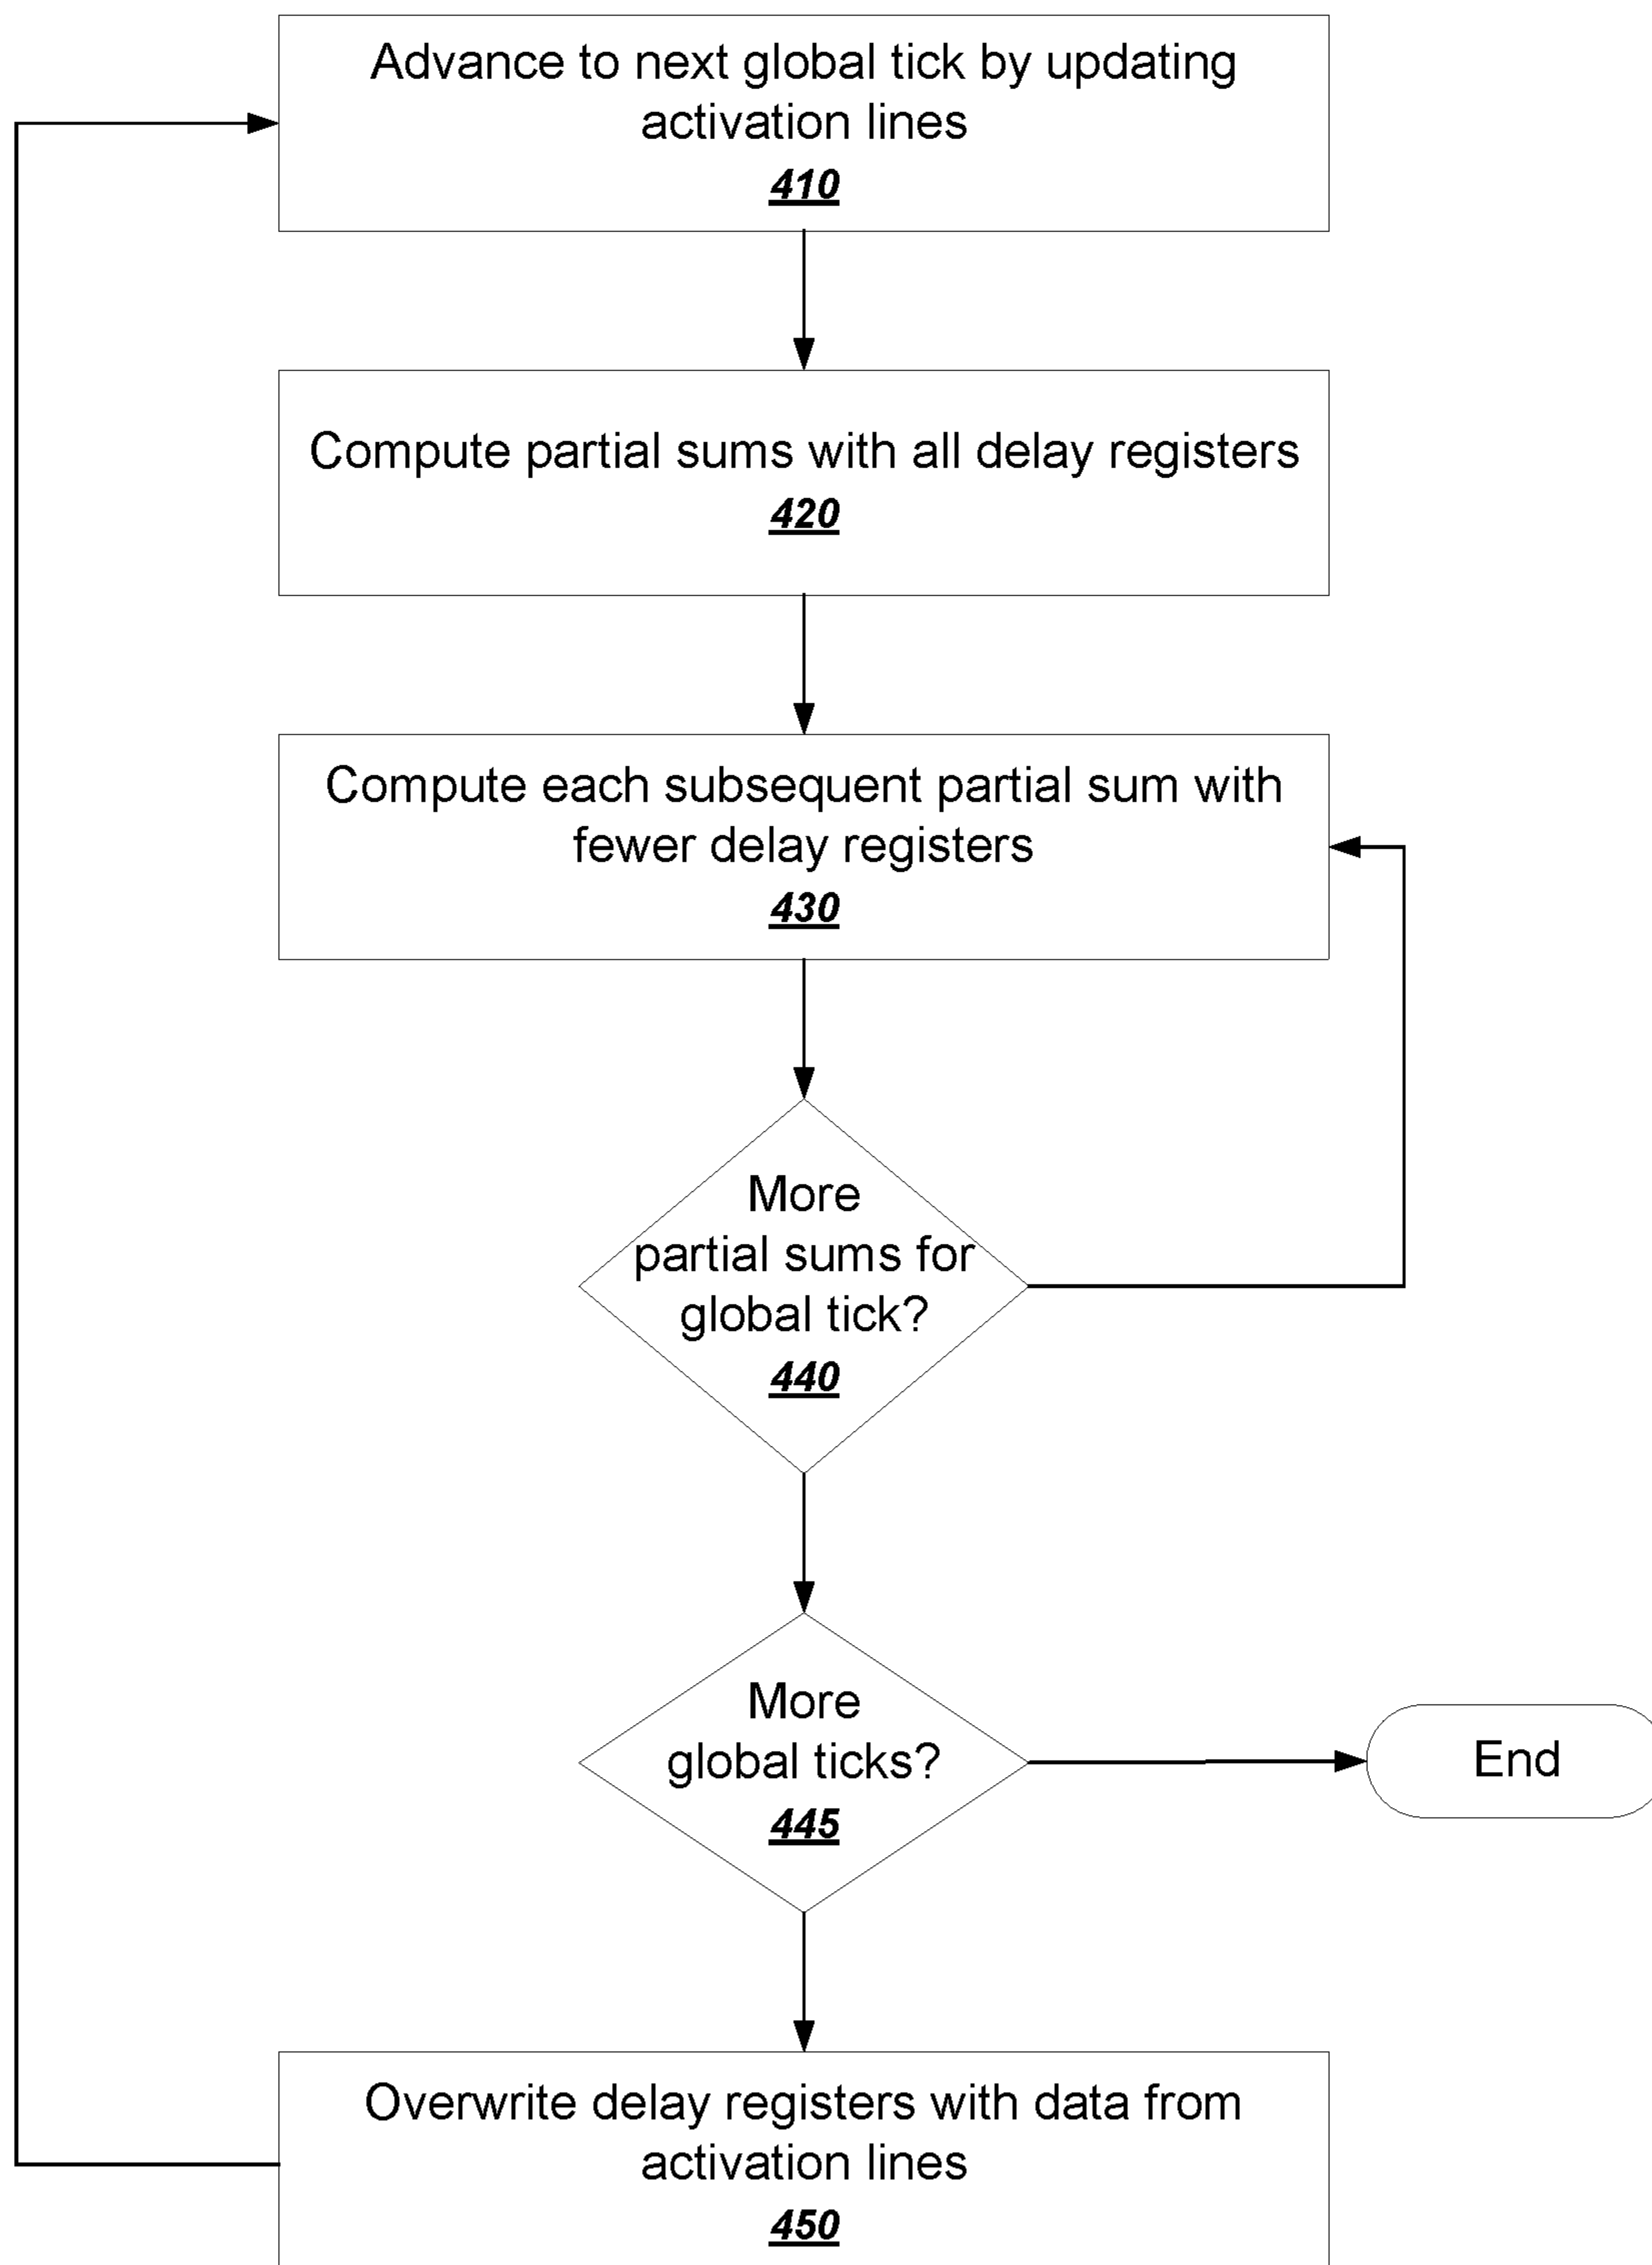 Advance to next global tick by updating
activation lines
410
Compute partial sums with all delay registers
420
Compute each subsequent partial sum with
fewer delay registers
430
More
partial sums for
global tick?
440
More
global ticks?
445
End
Overwrite delay registers with data from
activation lines
450